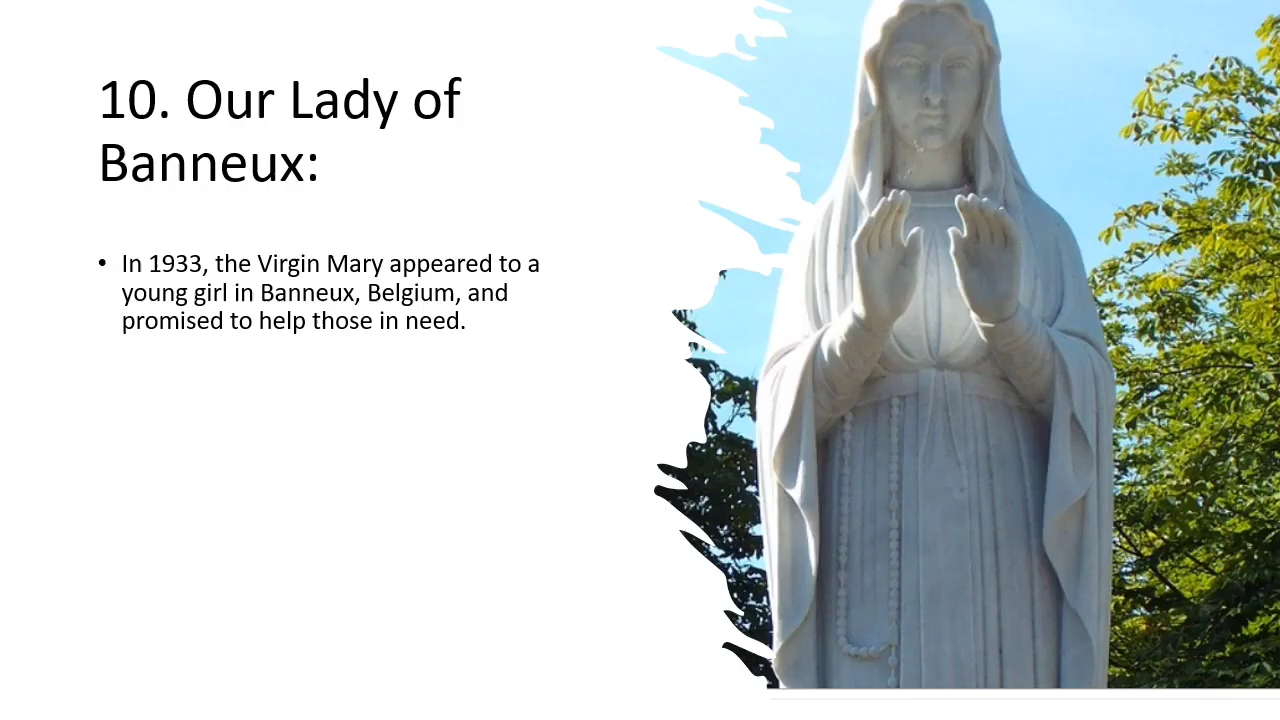 10. Our Lady of
Banneux:
• In 1933, the Virgin Mary appeared to a
young girl in Banneux, Belgium, and
promised to help those in need.